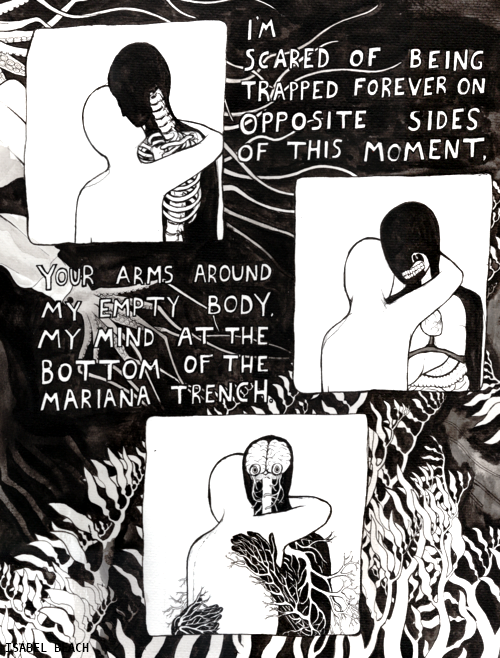 I'M
SCARED OF BEING
TRAPPED FOREVER ON
OPPOSITE SIDES
OF THIS MOMENT.
YOUR ARMS AROUND
MY EMPTY BODY.
MY MIND AT THE
BOTTOM OF THE
MARIANA TRENCH.
ISABEL BEACH